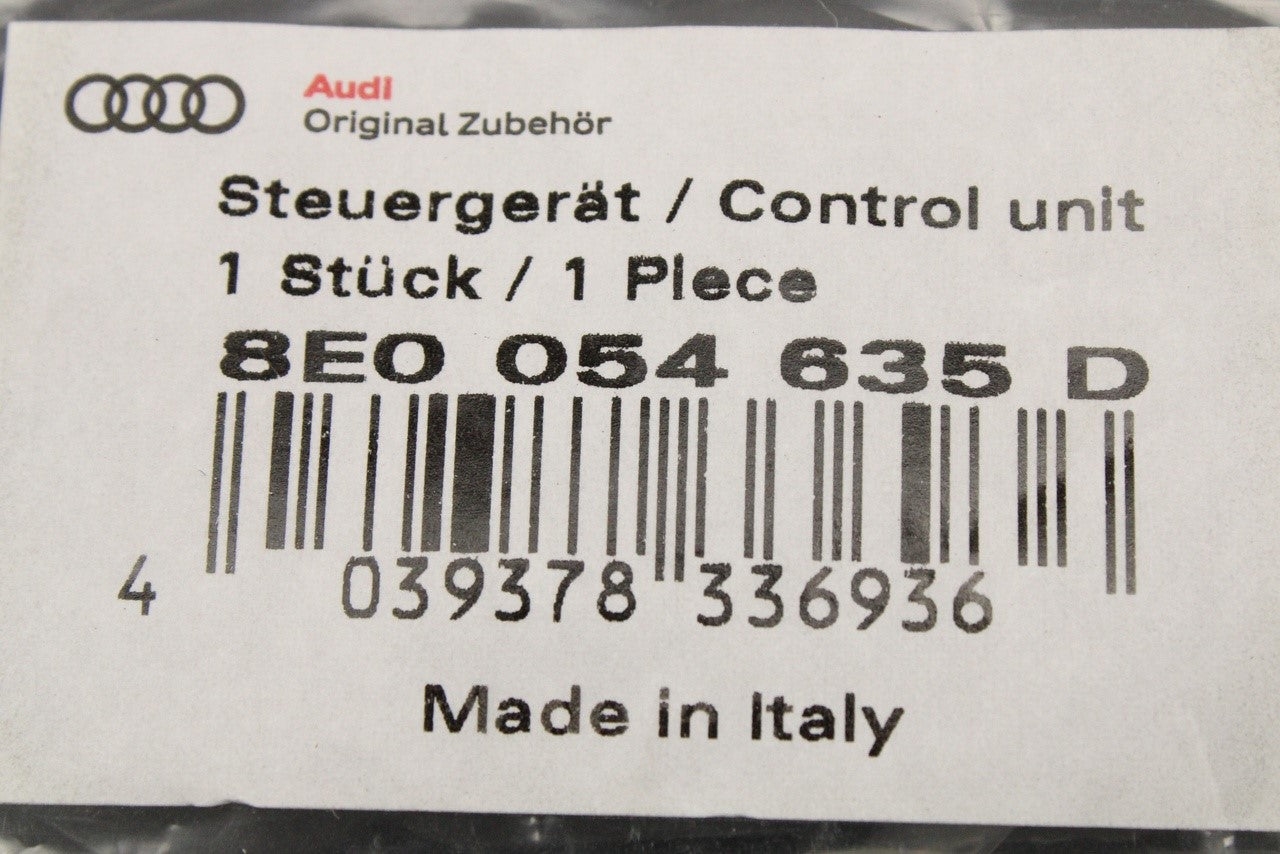 Audi
Original Zubehör
Steuergerät / Control unit
1 Stück / 1 Piece
8E0 054 635 D
4 039378 336936
Made in Italy